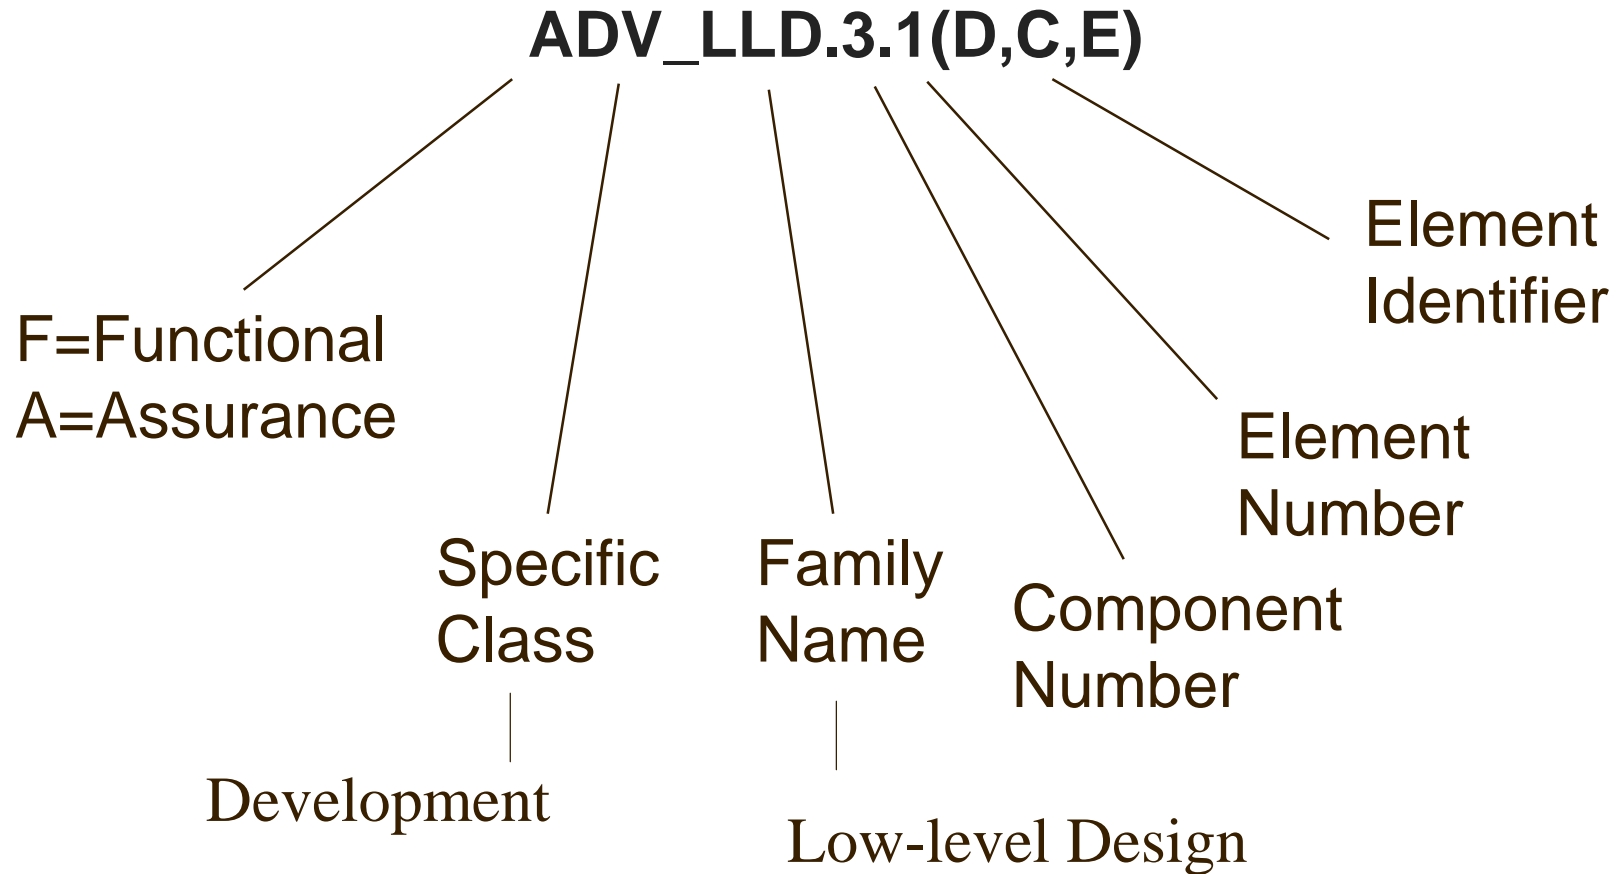 ADV_LLD.3.1(D,C,E)
F=Functional
A=Assurance
Specific
Class
Development
Family
Name
Low-level Design
Component
Number
Element
Number
Element
Identifier